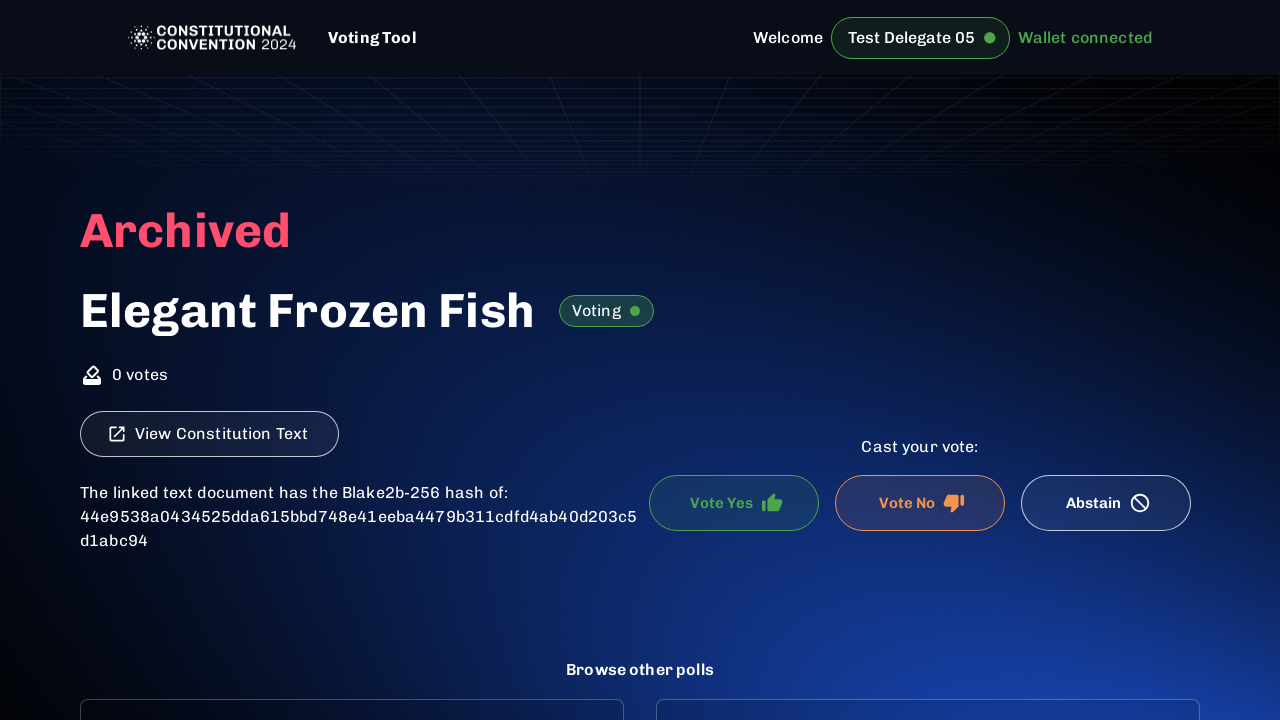 CONSTITUTIONAL
CONVENTION 2024
Voting Tool
Welcome
Test Delegate 05
Wallet connected
Archived
Elegant Frozen Fish
Voting
0 votes
View Constitution Text
The linked text document has the Blake2b-256 hash of:
44e9538a0434525dda615bbd748e41eeba4479b311cdfd4ab40d203c5
d1abc94
Cast your vote:
Vote Yes
Vote No
Abstain
Browse other polls